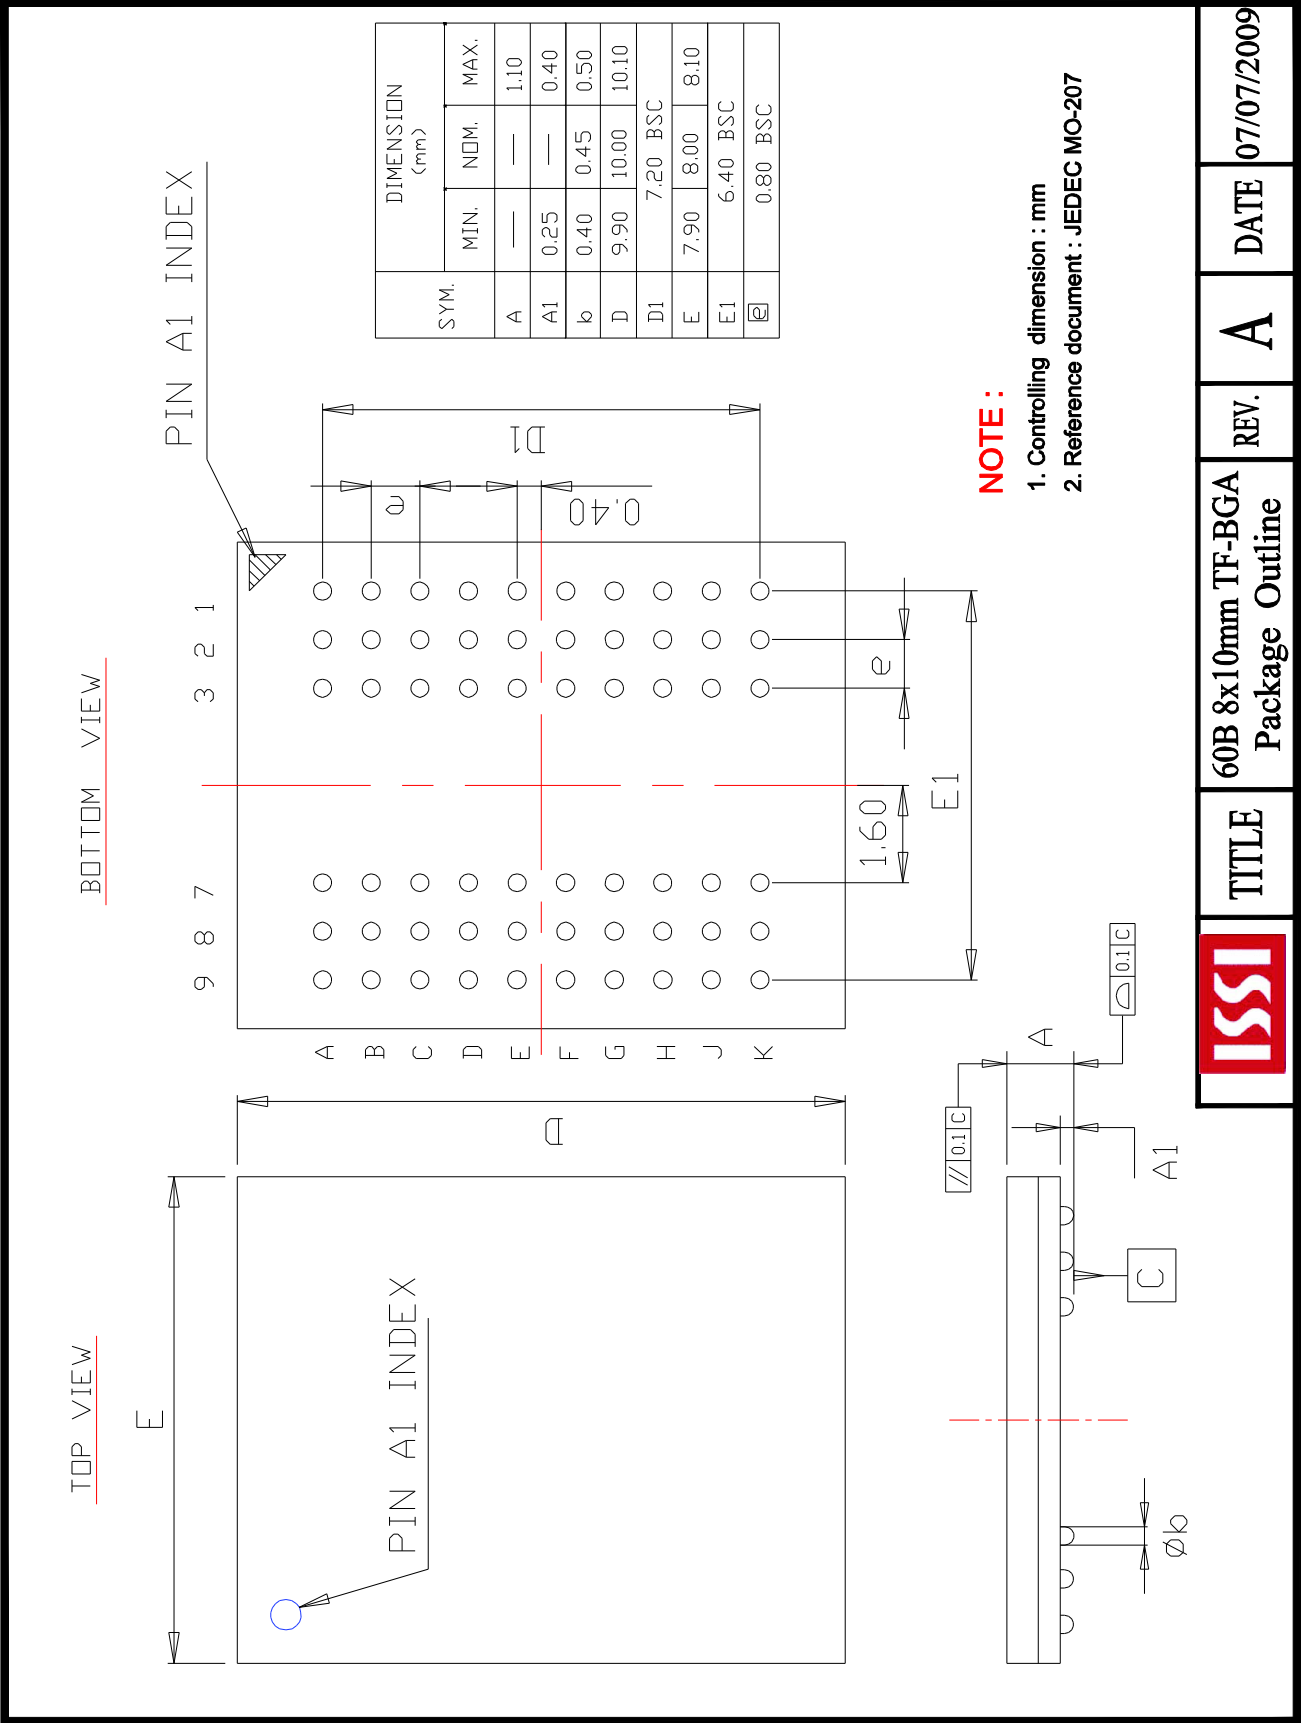 TOP VIEW
E
PIN A1 INDEX
D
BOTTOM VIEW
9 8 7 3 2 1
PIN A1 INDEX
A
B
C
D
E
F
G
H
J
K
e
0.40
D1
1.60
e
E1
SYM. DIMENSION
(mm)
MIN. NOM. MAX.
A — — 1.10
A1 0.25 — 0.40
b 0.40 0.45 0.50
D 9.90 10.00 10.10
D1 7.20 BSC
E 7.90 8.00 8.10
E1 6.40 BSC
e 0.80 BSC
// 0.1 C
A
0.1 C
A1
C
Øb
NOTE :
1. Controlling dimension : mm
2. Reference document : JEDEC MO-207
ISSI
TITLE
60B 8x10mm TF-BGA
Package Outline
REV.
A
DATE
07/07/2009